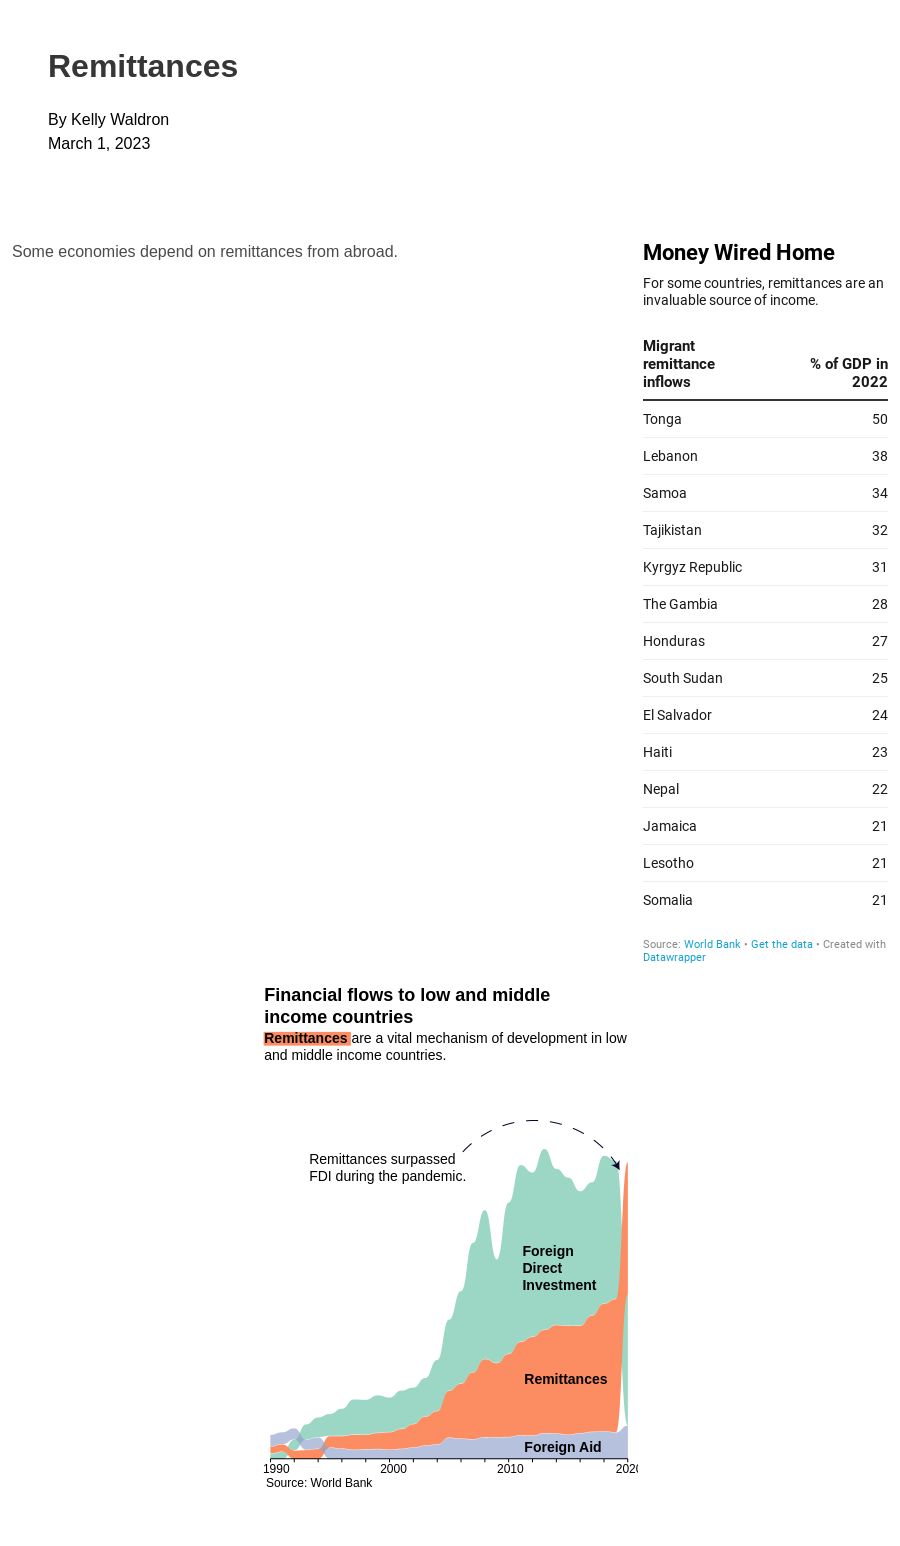 Remittances
By Kelly Waldron
March 1, 2023
Some economies depend on remittances from abroad.
Money Wired Home
For some countries, remittances are an
invaluable source of income.
Migrant
remittance
inflows
% of GDP in
2022
Tonga 50
Lebanon 38
Samoa 34
Tajikistan 32
Kyrgyz Republic 31
The Gambia 28
Honduras 27
South Sudan 25
El Salvador 24
Haiti 23
Nepal 22
Jamaica 21
Lesotho 21
Somalia 21
Source: World Bank • Get the data • Created with
Datawrapper
Financial flows to low and middle
income countries
Remittances are a vital mechanism of development in low
and middle income countries.
Remittances surpassed
FDI during the pandemic.
Foreign
Direct
Investment
Remittances
Foreign Aid
1990 2000 2010 2020
Source: World Bank